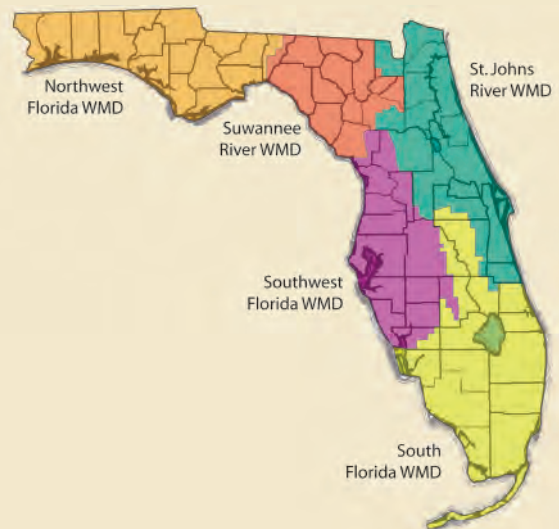 Northwest
Florida WMD
Suwannee
River WMD
St. Johns
River WMD
Southwest
Florida WMD
South
Florida WMD